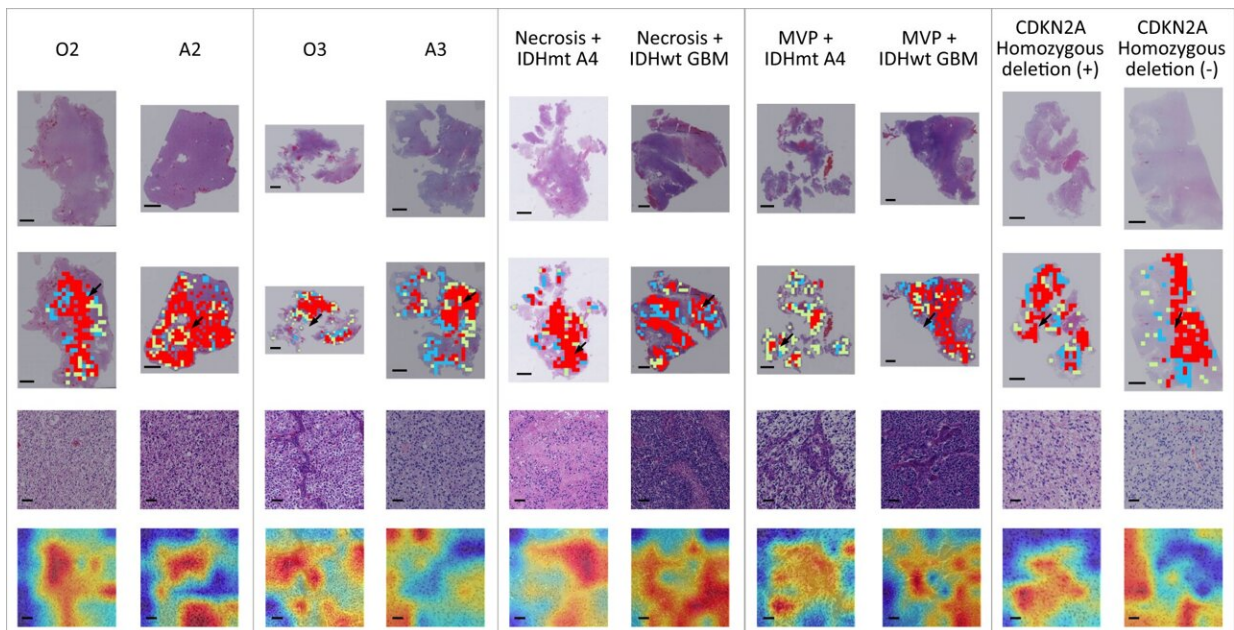 O2
A2
O3
A3
Necrosis +
IDHmt A4
Necrosis +
IDHwt GBM
MVP +
IDHmt A4
MVP +
IDHwt GBM
CDKN2A
Homozygous
deletion (+)
CDKN2A
Homozygous
deletion (-)